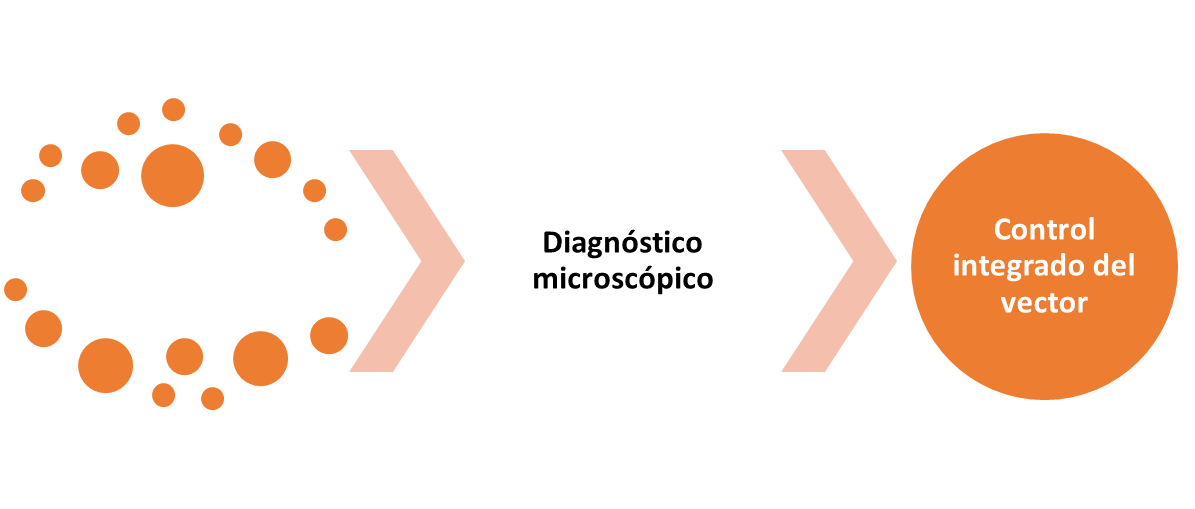 Diagnóstico
microscópico
Control
integrado del
vector